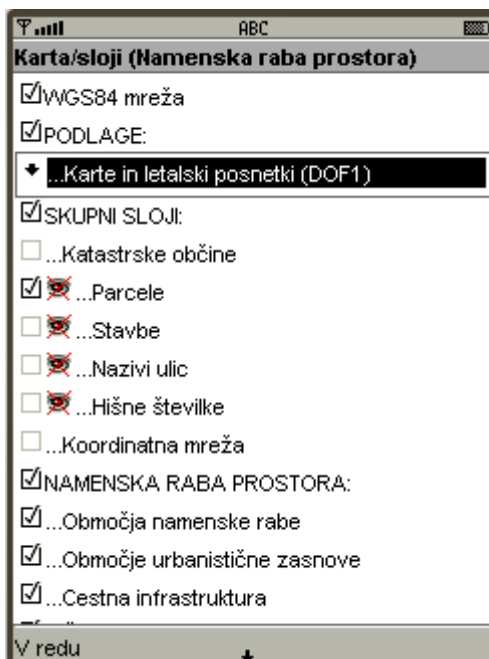 ABC
Karta/sloji (Namenska raba prostora)
WGS84 mreža
PODLAGE:
...Karte in letalski posnetki (DOF1)
SKUPNI SLOJI:
...Katastrske občine
...Parcele
...Stavbe
...Nazivi ulic
...Hišne številke
...Koordinatna mreža
NAMENSKA RABA PROSTORA:
...Območja namenske rabe
...Območje urbanistične zasnove
...Cestna infrastruktura
V redu